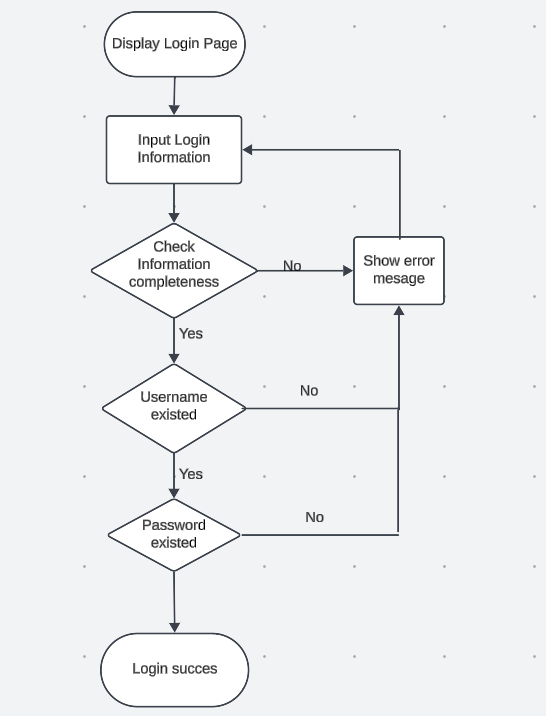 Display Login Page
Input Login
Information
Check
Information
completeness
No
Show error
mesage
Yes
Username
existed
No
Yes
Password
existed
No
Login succes